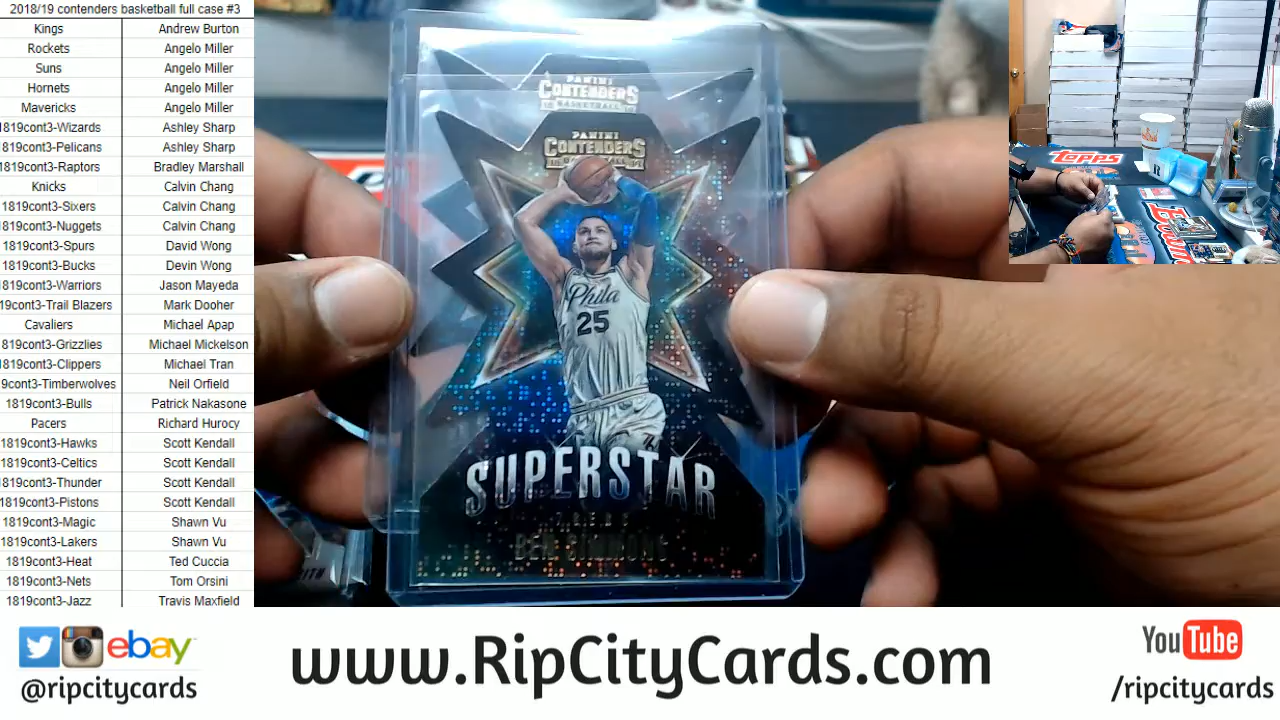 2018/19 contenders basketball full case #3
Kings Andrew Burton
Rockets Angelo Miller
Suns Angelo Miller
Hornets Angelo Miller
Mavericks Angelo Miller
1819cont3-Wizards Ashley Sharp
1819cont3-Pelicans Ashley Sharp
1819cont3-Raptors Bradley Marshall
Knicks Calvin Chang
1819cont3-Sixers Calvin Chang
1819cont3-Nuggets Calvin Chang
1819cont3-Spurs David Wong
1819cont3-Bucks Devin Wong
1819cont3-Warriors Jason Mayeda
19cont3-Trail Blazers Mark Dooher
Cavaliers Michael Apap
819cont3-Grizzlies Michael Mickelson
1819cont3-Clippers Michael Tran
9cont3-Timberwolves Neil Orfield
1819cont3-Bulls Patrick Nakasone
Pacers Richard Hurocy
1819cont3-Hawks Scott Kendall
1819cont3-Celtics Scott Kendall
1819cont3-Thunder Scott Kendall
1819cont3-Pistons Scott Kendall
1819cont3-Magic Shawn Vu
1819cont3-Lakers Shawn Vu
1819cont3-Heat Ted Cuccia
1819cont3-Nets Tom Orsini
1819cont3-Jazz Travis Maxfield
PANINI
CONTENDERS
BASKETBALL
PANINI
CONTENDERS
Phila
25
SUPERSTAR
BEN SIMMONS
topps
ebay
@ripcitycards
www.RipCityCards.com
YouTube
/ripcitycards